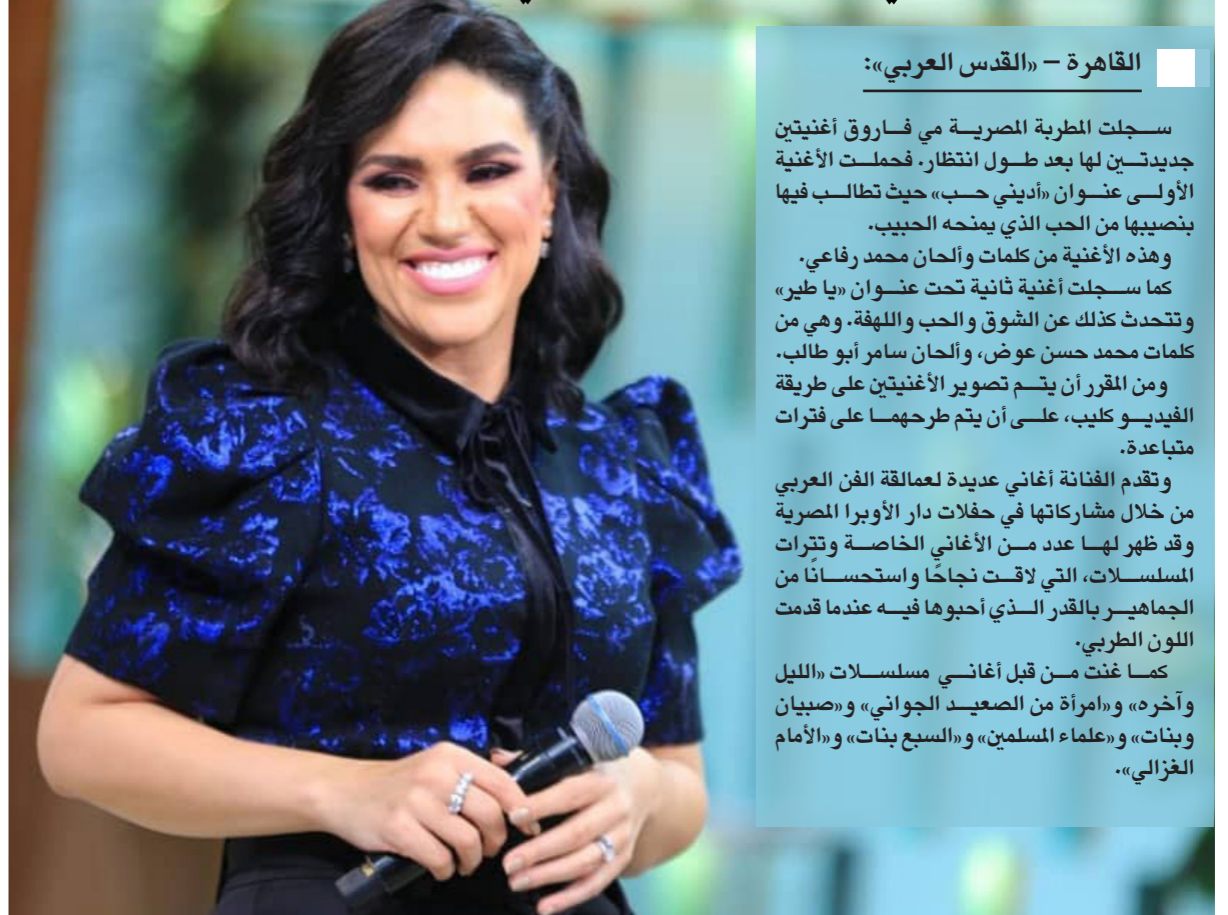 القاهرة – «القدس العربي»:
سجلت المطربة المصرية مي فاروق أغنيتين
جديدتين لها بعد طول انتظار. فحملت الأغنية
الأولى عنوان «أديني حب» حيث تطالب فيها
بنصيبها من الحب الذي يمنحه الحبيب.
وهذه الأغنية من كلمات وألحان محمد رفاعي.
كما سجلت أغنية ثانية تحت عنوان «يا طير»
وتتحدث كذلك عن الشوق والحب واللهفة. وهي من
كلمات محمد حسن عوض، وألحان سامر أبو طالب.
ومن المقرر أن يتم تصوير الأغنيتين على طريقة
الفيديو كليب، على أن يتم طرحهما على فترات
متباعدة.
وتقدم الفنانة أغاني عديدة لعمالقة الفن العربي
من خلال مشاركاتها في حفلات دار الأوبرا المصرية
وقد ظهر لها عدد من الأغاني الخاصة وتترات
المسلسلات، التي لاقت نجاحًا واستحسانًا من
الجماهير بالقدر الذي أحبوها فيه عندما قدمت
اللون الطربي.
كما غنت من قبل أغاني مسلسلات «الليل
وآخره» و«امرأة من الصعيد الجواني» و«صبيان
وبنات» و«علماء المسلمين» و«السبع بنات» و«الأمام
الغزالي».